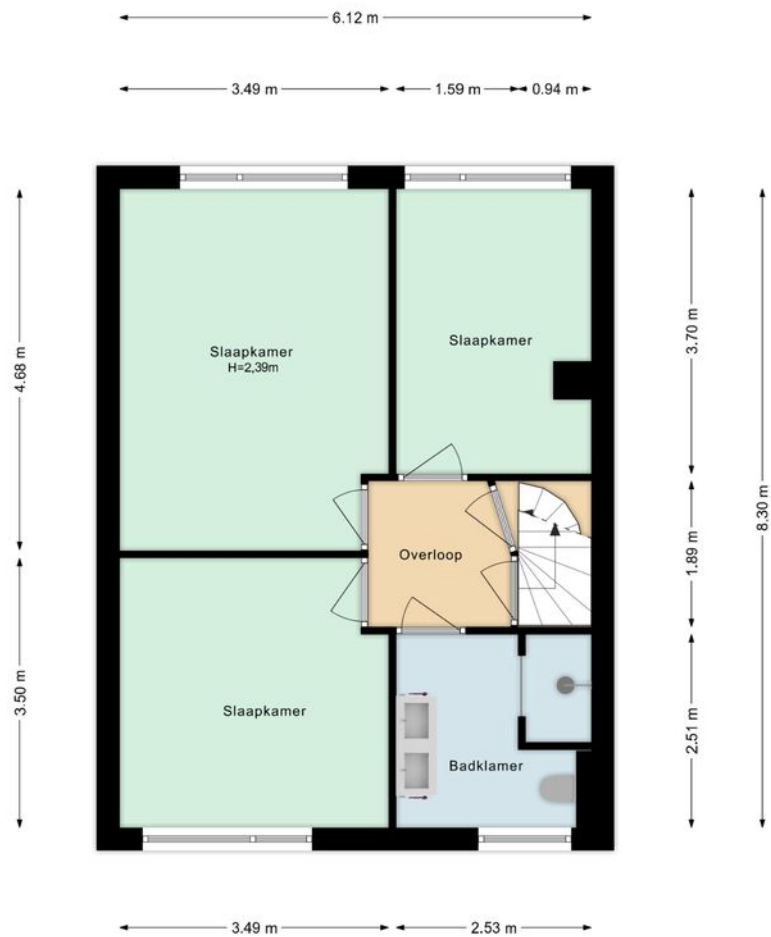 6.12 m
3.49 m
1.59 m
0.94 m
4.68 m
3.70 m
Slaapkamer
H=2,39m
Slaapkamer
8.30 m
1.89 m
Overloop
3.50 m
2.51 m
Slaapkamer
Badklamer
3.49 m
2.53 m